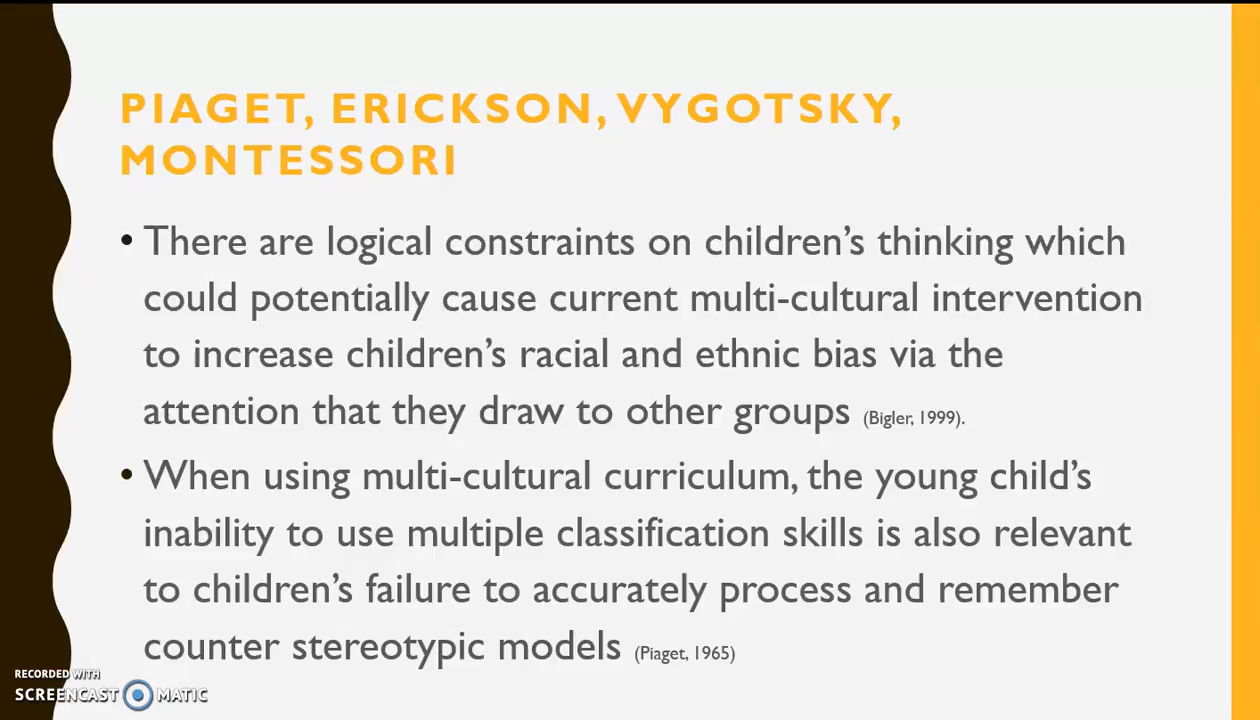 PIAGET, ERICKSON, VYGOTSKY,
MONTESSORI
• There are logical constraints on children’s thinking which
could potentially cause current multi-cultural intervention
to increase children’s racial and ethnic bias via the
attention that they draw to other groups (Bigler, 1999).
• When using multi-cultural curriculum, the young child’s
inability to use multiple classification skills is also relevant
to children’s failure to accurately process and remember
counter stereotypic models (Piaget, 1965)
RECORDED WITH
SCREENCAST MATIC